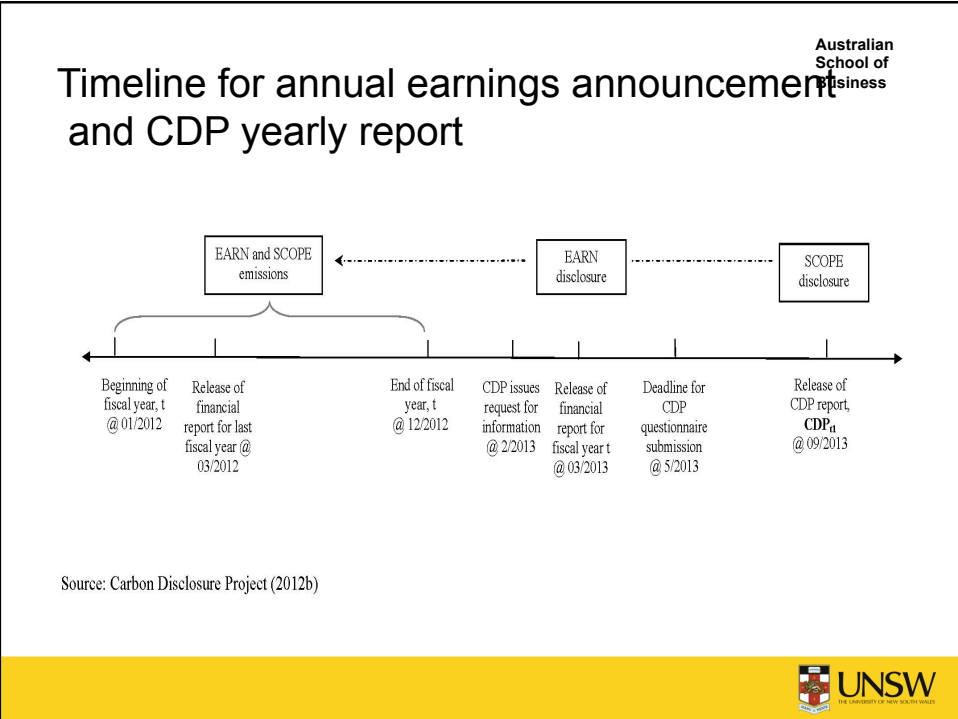 Australian
School of
Business
Timeline for annual earnings announcement
and CDP yearly report
EARN and SCOPE
emissions
EARN
disclosure
SCOPE
disclosure
Beginning of
fiscal year, t
@ 01/2012
Release of
financial
report for last
fiscal year @
03/2012
End of fiscal
year, t
@ 12/2012
CDP issues
request for
information
@ 2/2013
Release of
financial
report for
fiscal year t
@ 03/2013
Deadline for
CDP
questionnaire
submission
@ 5/2013
Release of
CDP report,
CDPt1
@ 09/2013
Source: Carbon Disclosure Project (2012b)
UNSW
THE UNIVERSITY OF NEW SOUTH WALES